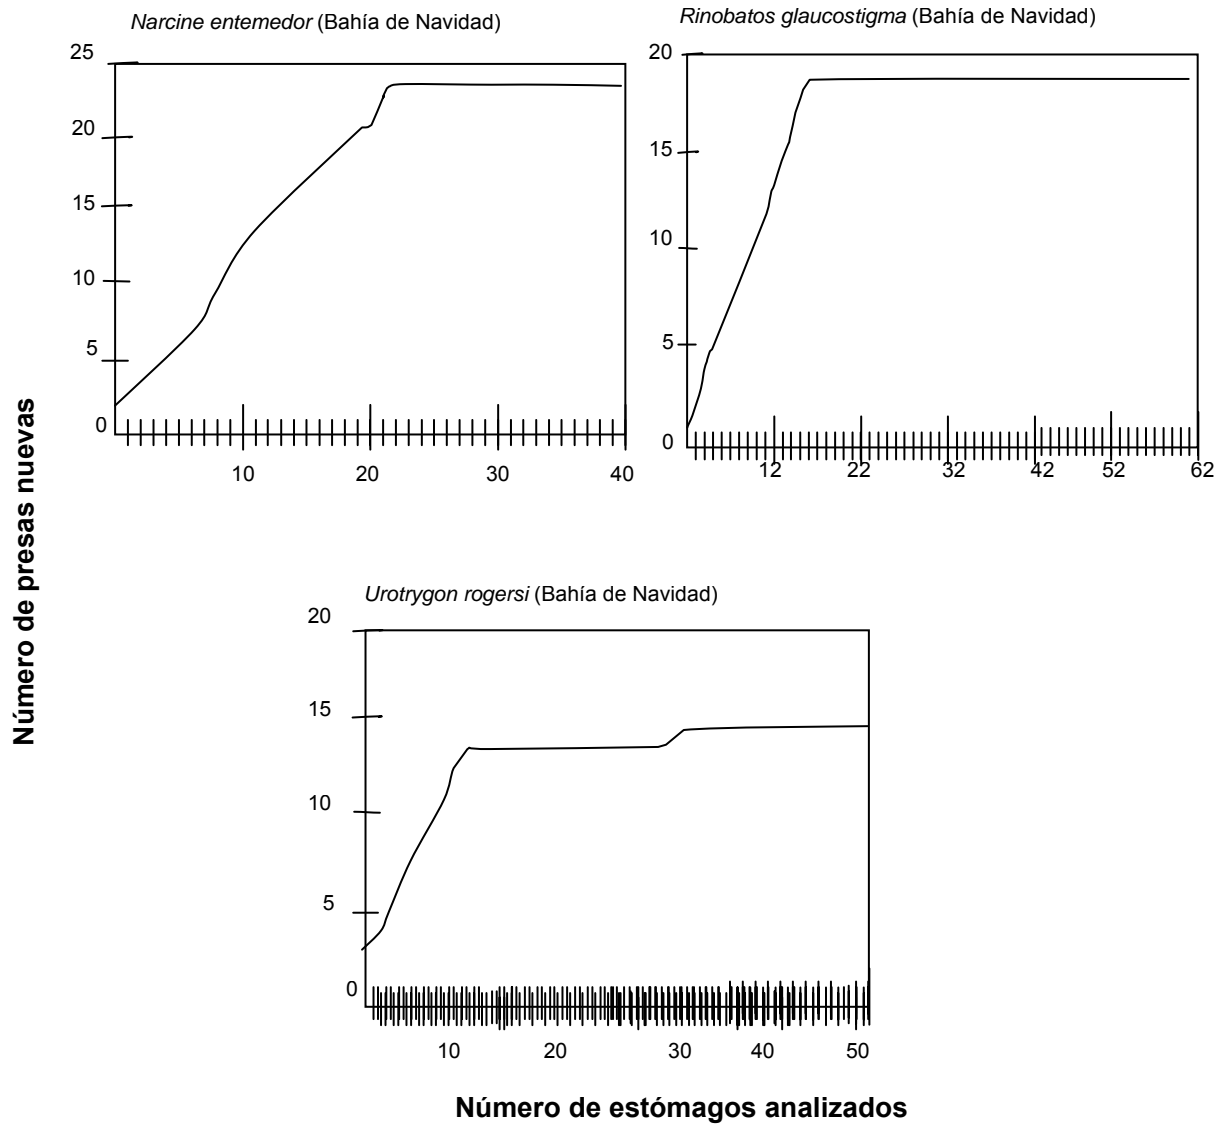 Narcine entemedor (Bahía de Navidad)
25
20
15
10
5
0
10 20 30 40
Rinobatos glaucostigma (Bahía de Navidad)
20
15
10
5
0
12 22 32 42 52 62
Número de presas nuevas
Urotrygon rogersi (Bahía de Navidad)
20
15
10
5
0
10 20 30 40 50
Número de estómagos analizados